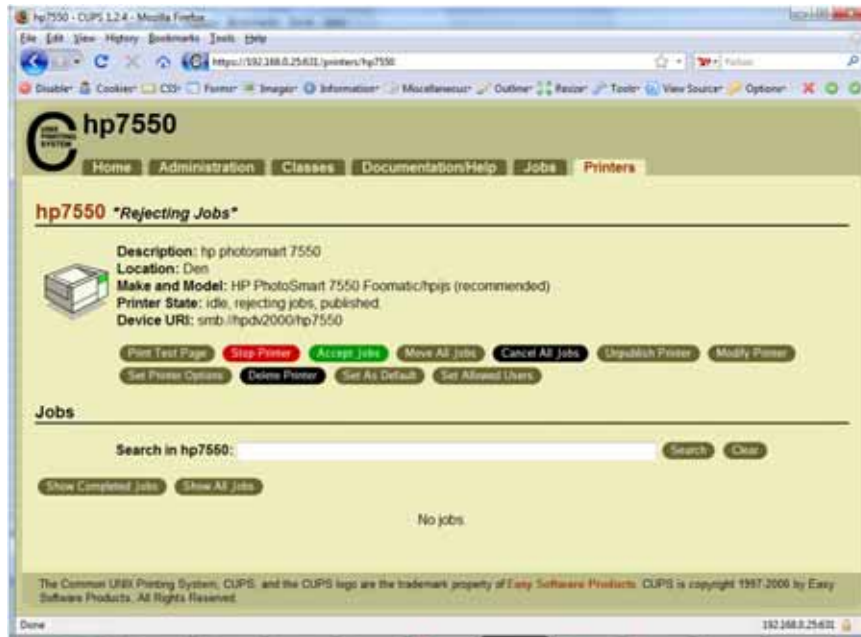 hp7550 - CUPS 1.2.4 - Mozilla Firefox
File Edit View History Bookmarks Tools Help
https://192.168.0.25:631/printers/hp7550
Yahoo
Disable Cookies CSS Forms Images Information Miscellaneous Outline Resize Tools View Source Options
UNIX PRINTING SYSTEM
hp7550
Home Administration Classes Documentation/Help Jobs Printers
hp7550 "Rejecting Jobs"
Description: hp photosmart 7550
Location: Den
Make and Model: HP PhotoSmart 7550 Foomatic/hpijs (recommended)
Printer State: idle, rejecting jobs, published.
Device URI: smb://hpdv2000/hp7550
Print Test Page Stop Printer Accept Jobs Move All Jobs Cancel All Jobs Unpublish Printer Modify Printer
Set Printer Options Delete Printer Set As Default Set Allowed Users
Jobs
Search in hp7550: Search Clear
Show Completed Jobs Show All Jobs
No jobs.
The Common UNIX Printing System, CUPS, and the CUPS logo are the trademark property of Easy Software Products. CUPS is copyright 1997-2006 by Easy
Software Products, All Rights Reserved.
Done 192.168.0.25:631